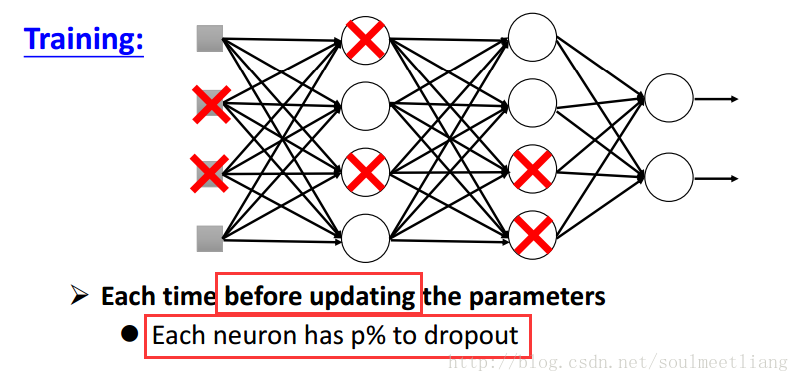 Training:
➢ Each time before updating the parameters
● Each neuron has p% to dropout
http://blog.csdn.net/soulmeetliang